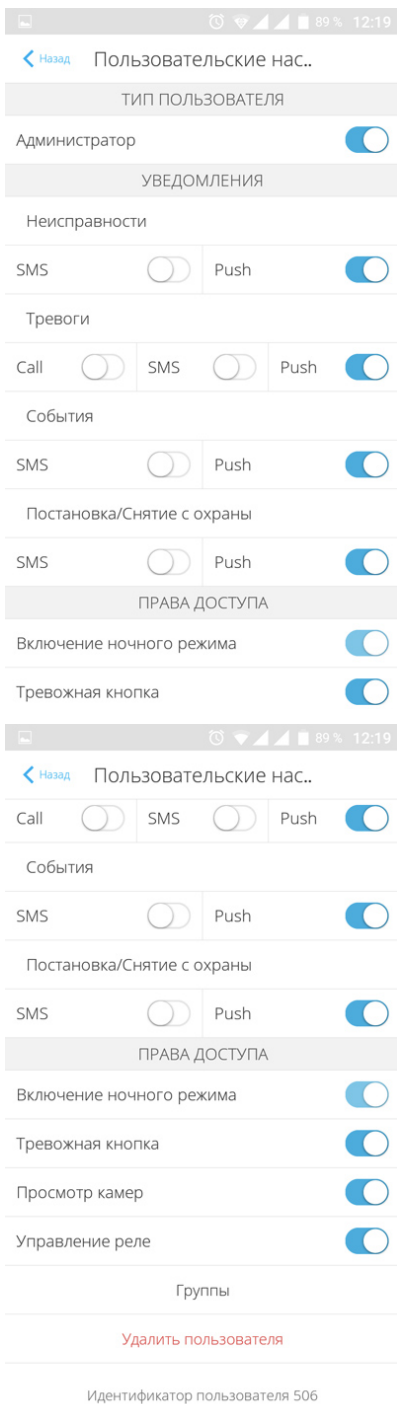 89 % 12:19
Назад Пользовательские нас..
ТИП ПОЛЬЗОВАТЕЛЯ
Администратор
УВЕДОМЛЕНИЯ
Неисправности
SMS Push
Тревоги
Call SMS Push
События
SMS Push
Постановка/Снятие с охраны
SMS Push
ПРАВА ДОСТУПА
Включение ночного режима
Тревожная кнопка
89 % 12:19
Назад Пользовательские нас..
Call SMS Push
События
SMS Push
Постановка/Снятие с охраны
SMS Push
ПРАВА ДОСТУПА
Включение ночного режима
Тревожная кнопка
Просмотр камер
Управление реле
Группы
Удалить пользователя
Идентификатор пользователя 506